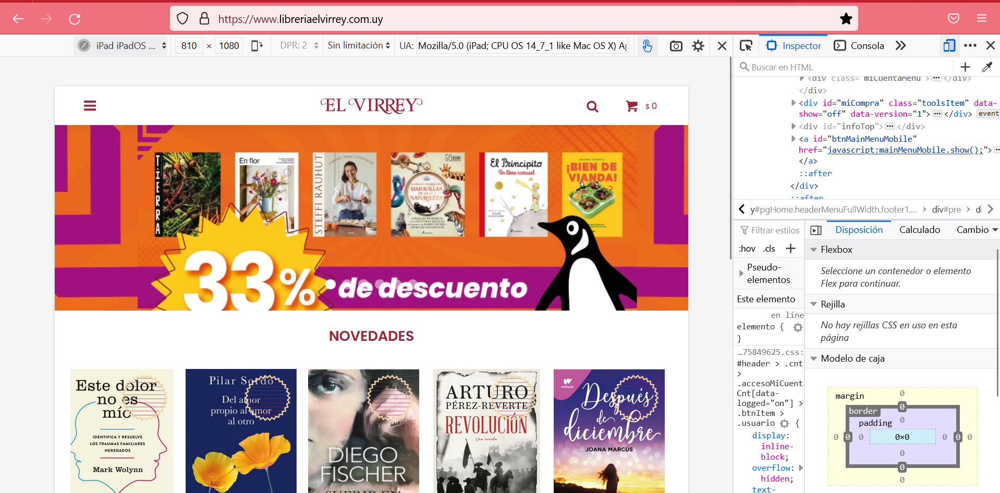 https://www.libreriaelvirrey.com.uy
iPad iPadOS ...
810 × 1080
DPR: 2
Sin limitación
UA: Mozilla/5.0 (iPad; CPU OS 14_7_1 like Mac OS X)
EL VIRREY
$ 0
TIERRA
En flor
STEFFI RAUHUT
SABORES PARA COMPARTIR
MARAVILLAS
DE LA
NATURALEZA
El Principito
Un libro carrusel
¡BIEN DE
VIANDA!
33%
de descuento
NOVEDADES
Este dolor
no es
mío
IDENTIFICA Y RESUELVE
LOS TRAUMAS FAMILIARES
HEREDADOS
Mark Wolynn
Pilar Sordo
Del amor
propio al amor
al otro
DIEGO
FISCHER
SUFRIR EN
ARTURO
PÉREZ-REVERTE
REVOLUCIÓN
Una novela
wattpad
Después
de
diciembre
JOANA MARCÚS
Inspector
Consola
Buscar en HTML
<div class="miCuentaMenu">
</div>
</div>
<div id="miCompra" class="toolsItem" data-
show="off" data-version="1"></div> event
<div id="infoTop"></div>
<a id="btnMainMenuMobile"
href="javascript:mainMenuMobile.show();">
</a>
::after
</div>
::after
y#pgHome.headerMenuFullWidth.footer1.... > div#pre > di
Filtrar estilos
:hov .cls +
Pseudo-
elementos
Este elemento
en líne
elemento {
}
...75849625.css:
#header > .cnt
>
.accesoMiCuent
Cnt[data-
logged="on"] >
.btnItem >
.usuario {
display:
inline-
block;
overflow:
hidden;
text-
Disposición
Calculado
Cambio
Flexbox
Seleccione un contenedor o elemento
Flex para continuar.
Rejilla
No hay rejillas CSS en uso en esta
página
Modelo de caja
margin 0
border 0
padding 0
0 0 0 0×0 0 0 0
0
0
0